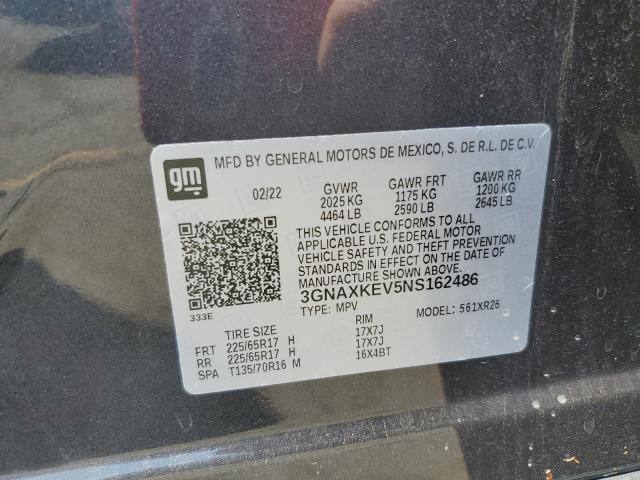 gm
MFD BY GENERAL MOTORS DE MEXICO, S. DE R.L. DE C.V.
02/22 GVWR GAWR FRT GAWR RR
2025 KG 1175 KG 1200 KG
4464 LB 2590 LB 2645 LB
THIS VEHICLE CONFORMS TO ALL
APPLICABLE U.S. FEDERAL MOTOR
VEHICLE SAFETY AND THEFT PREVENTION
STANDARDS IN EFFECT ON THE DATE OF
MANUFACTURE SHOWN ABOVE.
3GNAXKEV5NS162486
333E
TYPE: MPV MODEL: 561XR26
TIRE SIZE RIM
FRT 225/65R17 H 17X7J
RR 225/65R17 H 17X7J
SPA T135/70R16 M 16X4BT